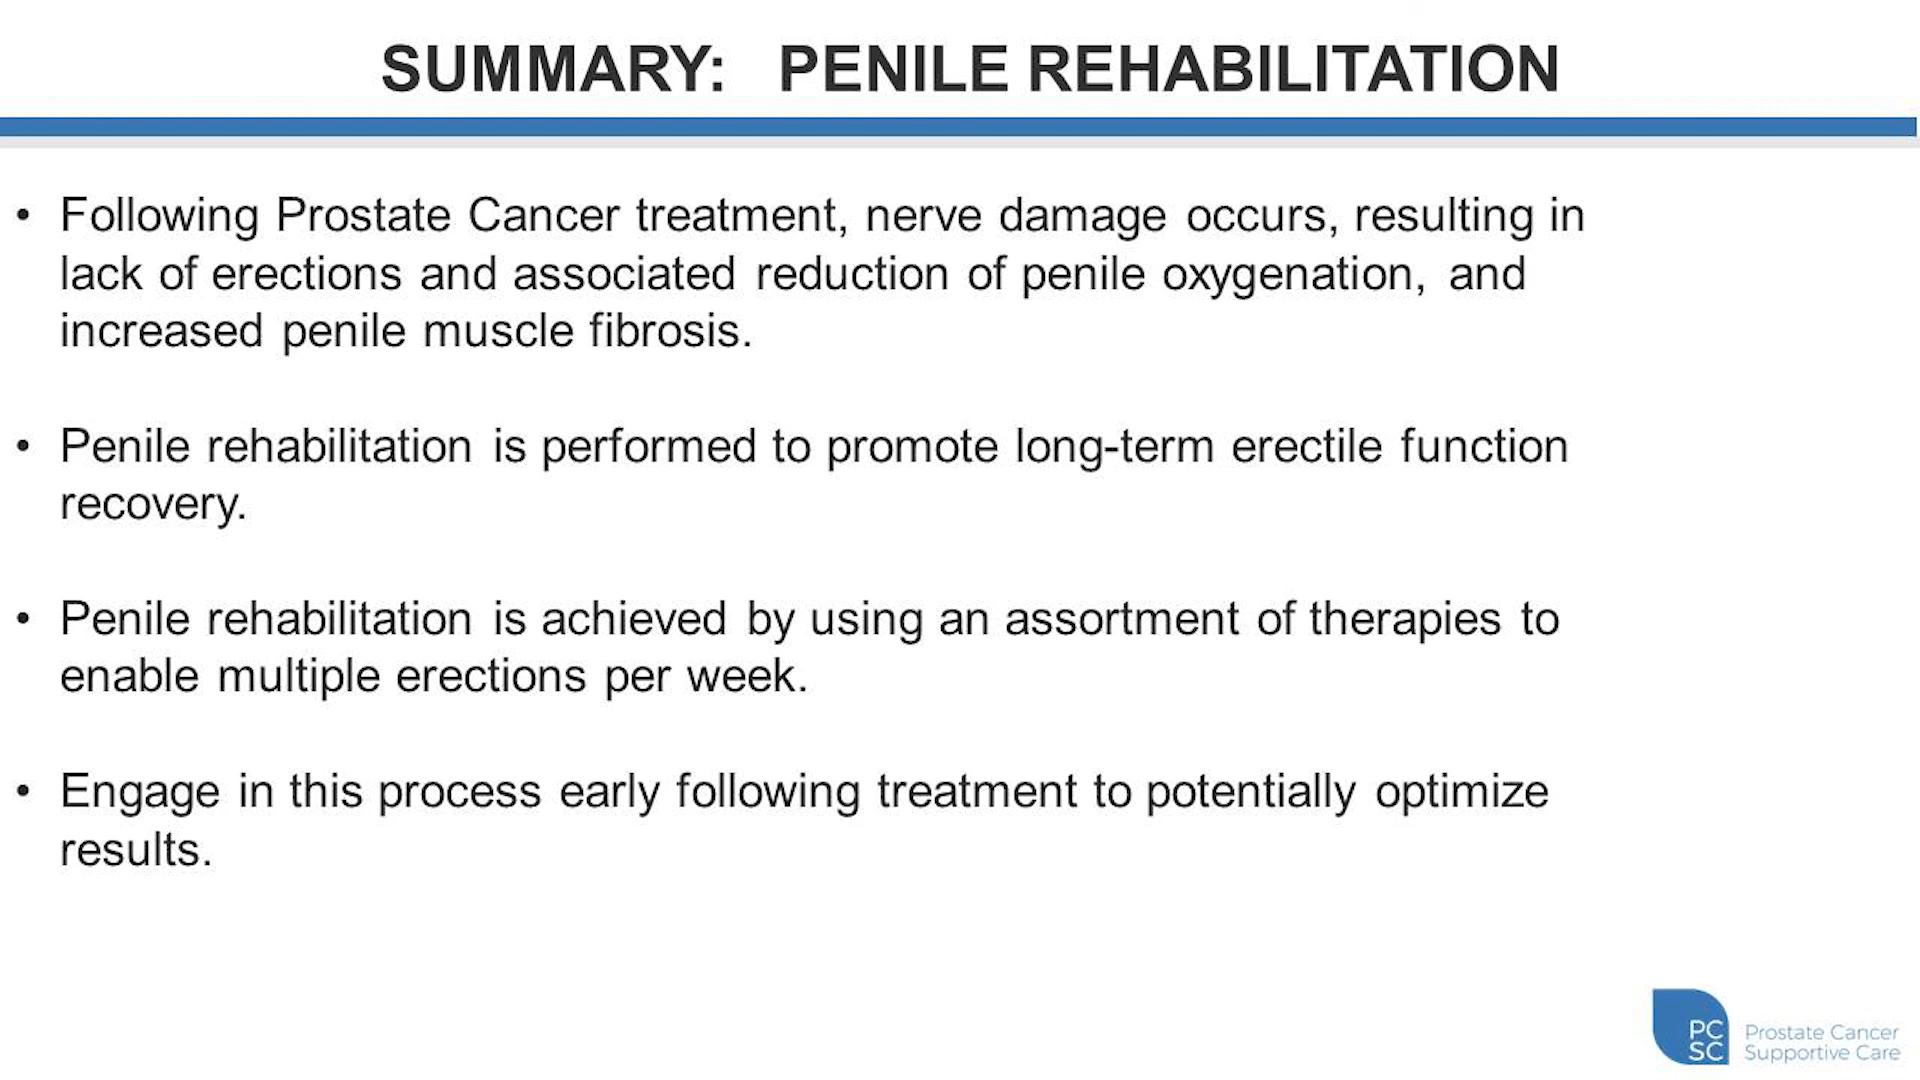 SUMMARY: PENILE REHABILITATION
• Following Prostate Cancer treatment, nerve damage occurs, resulting in
lack of erections and associated reduction of penile oxygenation, and
increased penile muscle fibrosis.
• Penile rehabilitation is performed to promote long-term erectile function
recovery.
• Penile rehabilitation is achieved by using an assortment of therapies to
enable multiple erections per week.
• Engage in this process early following treatment to potentially optimize
results.
PC
SC
Prostate Cancer
Supportive Care